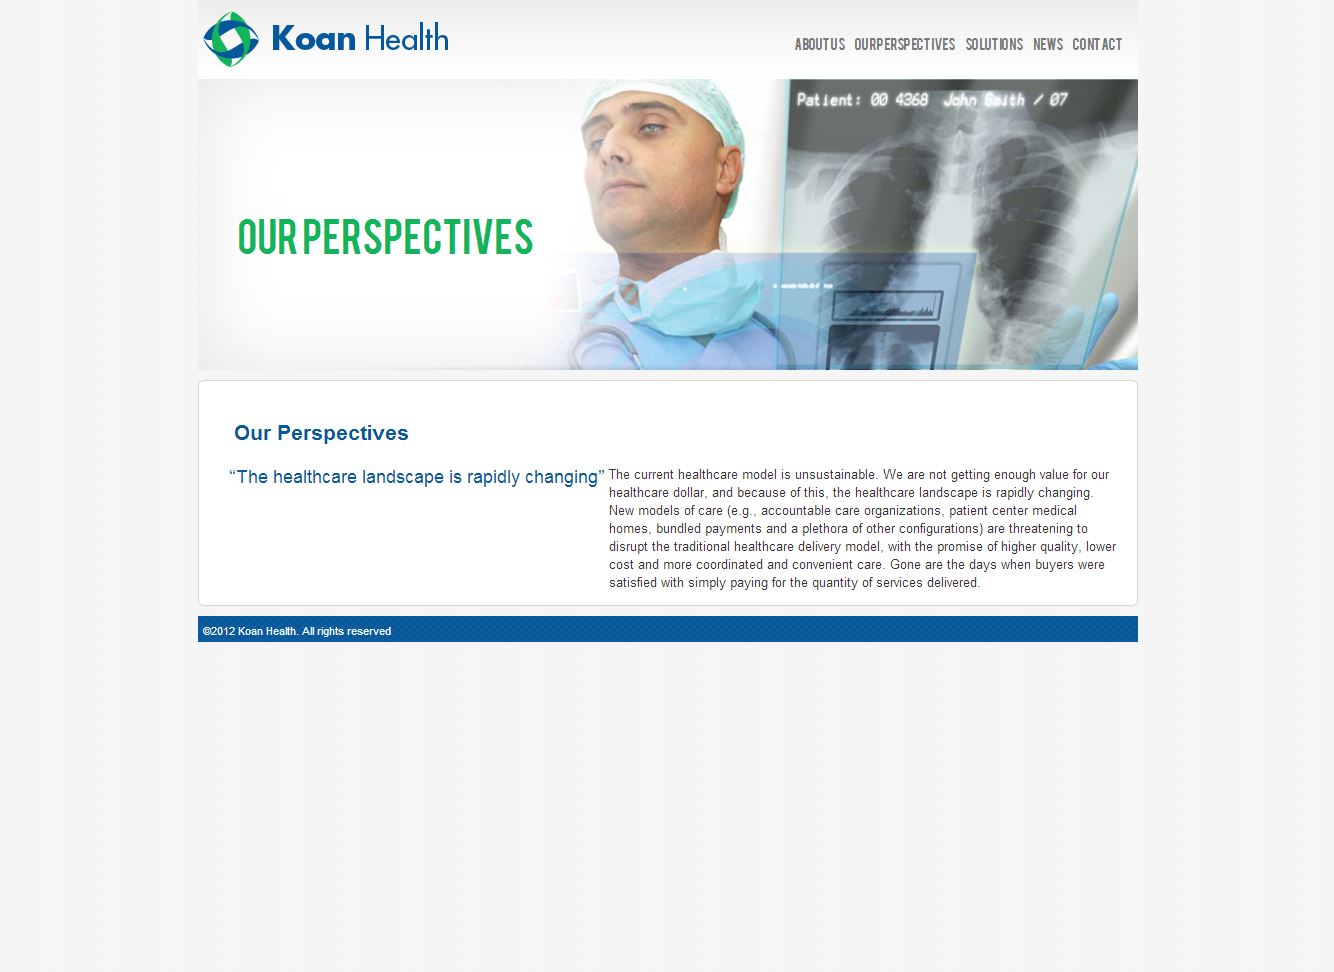 Koan Health
ABOUT US OUR PERSPECTIVES SOLUTIONS NEWS CONTACT
Patient: 00 4368 John Smith / 07
OUR PERSPECTIVES
Our Perspectives
“The healthcare landscape is rapidly changing”
The current healthcare model is unsustainable. We are not getting enough value for our
healthcare dollar, and because of this, the healthcare landscape is rapidly changing.
New models of care (e.g., accountable care organizations, patient center medical
homes, bundled payments and a plethora of other configurations) are threatening to
disrupt the traditional healthcare delivery model, with the promise of higher quality, lower
cost and more coordinated and convenient care. Gone are the days when buyers were
satisfied with simply paying for the quantity of services delivered.
©2012 Koan Health. All rights reserved